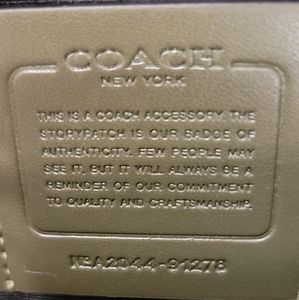 COACH
NEW YORK
THIS IS A COACH ACCESSORY. THE
STORYPATCH IS OUR BADGE OF
AUTHENTICITY. FEW PEOPLE MAY
SEE IT. BUT IT WILL ALWAYS BE A
REMINDER OF OUR COMMITMENT
TO QUALITY AND CRAFTSMANSHIP.
NºA2044-91278